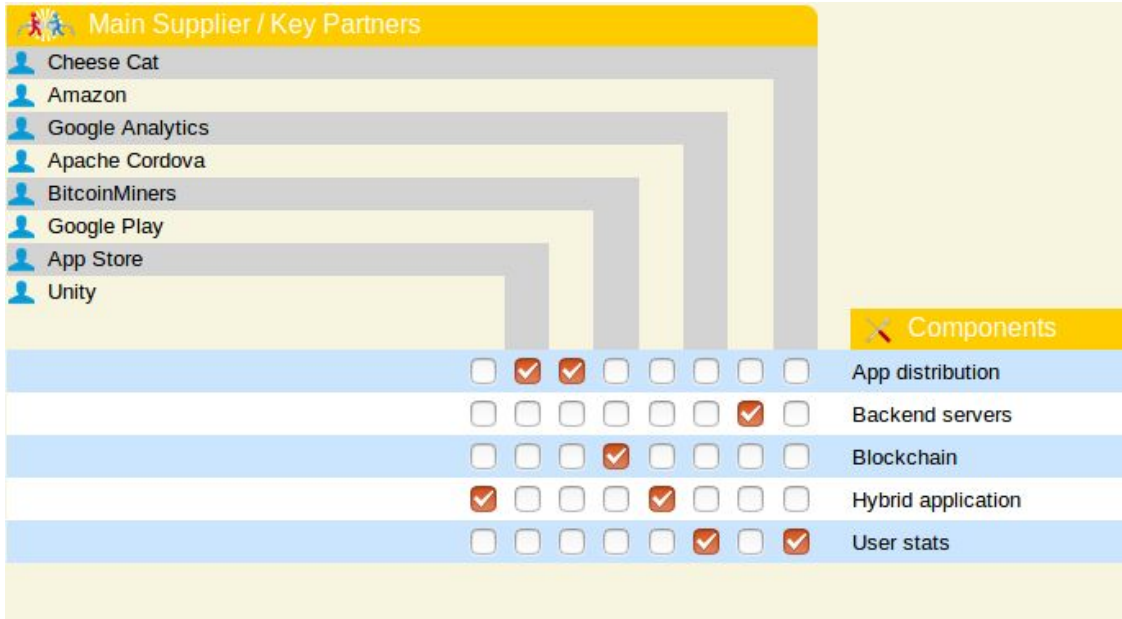 Main Supplier / Key Partners
Cheese Cat
Amazon
Google Analytics
Apache Cordova
BitcoinMiners
Google Play
App Store
Unity
Components
App distribution
Backend servers
Blockchain
Hybrid application
User stats